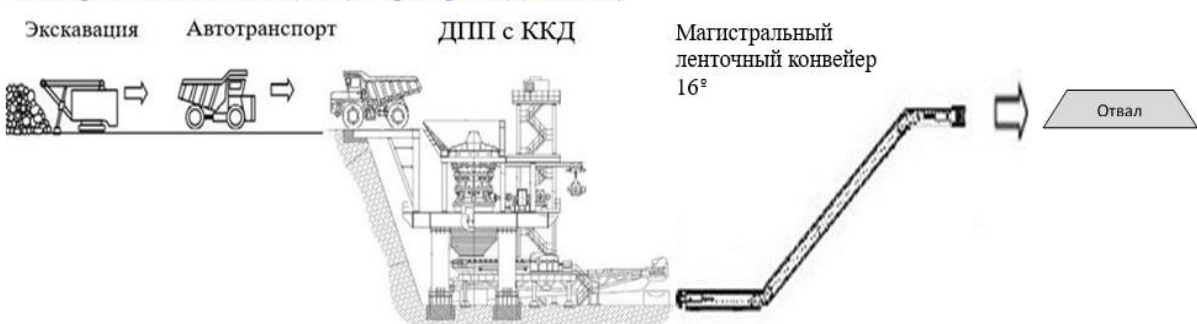 Экскавация
Автотранспорт
ДПП с ККД
Магистральный
ленточный конвейер
16º
Отвал